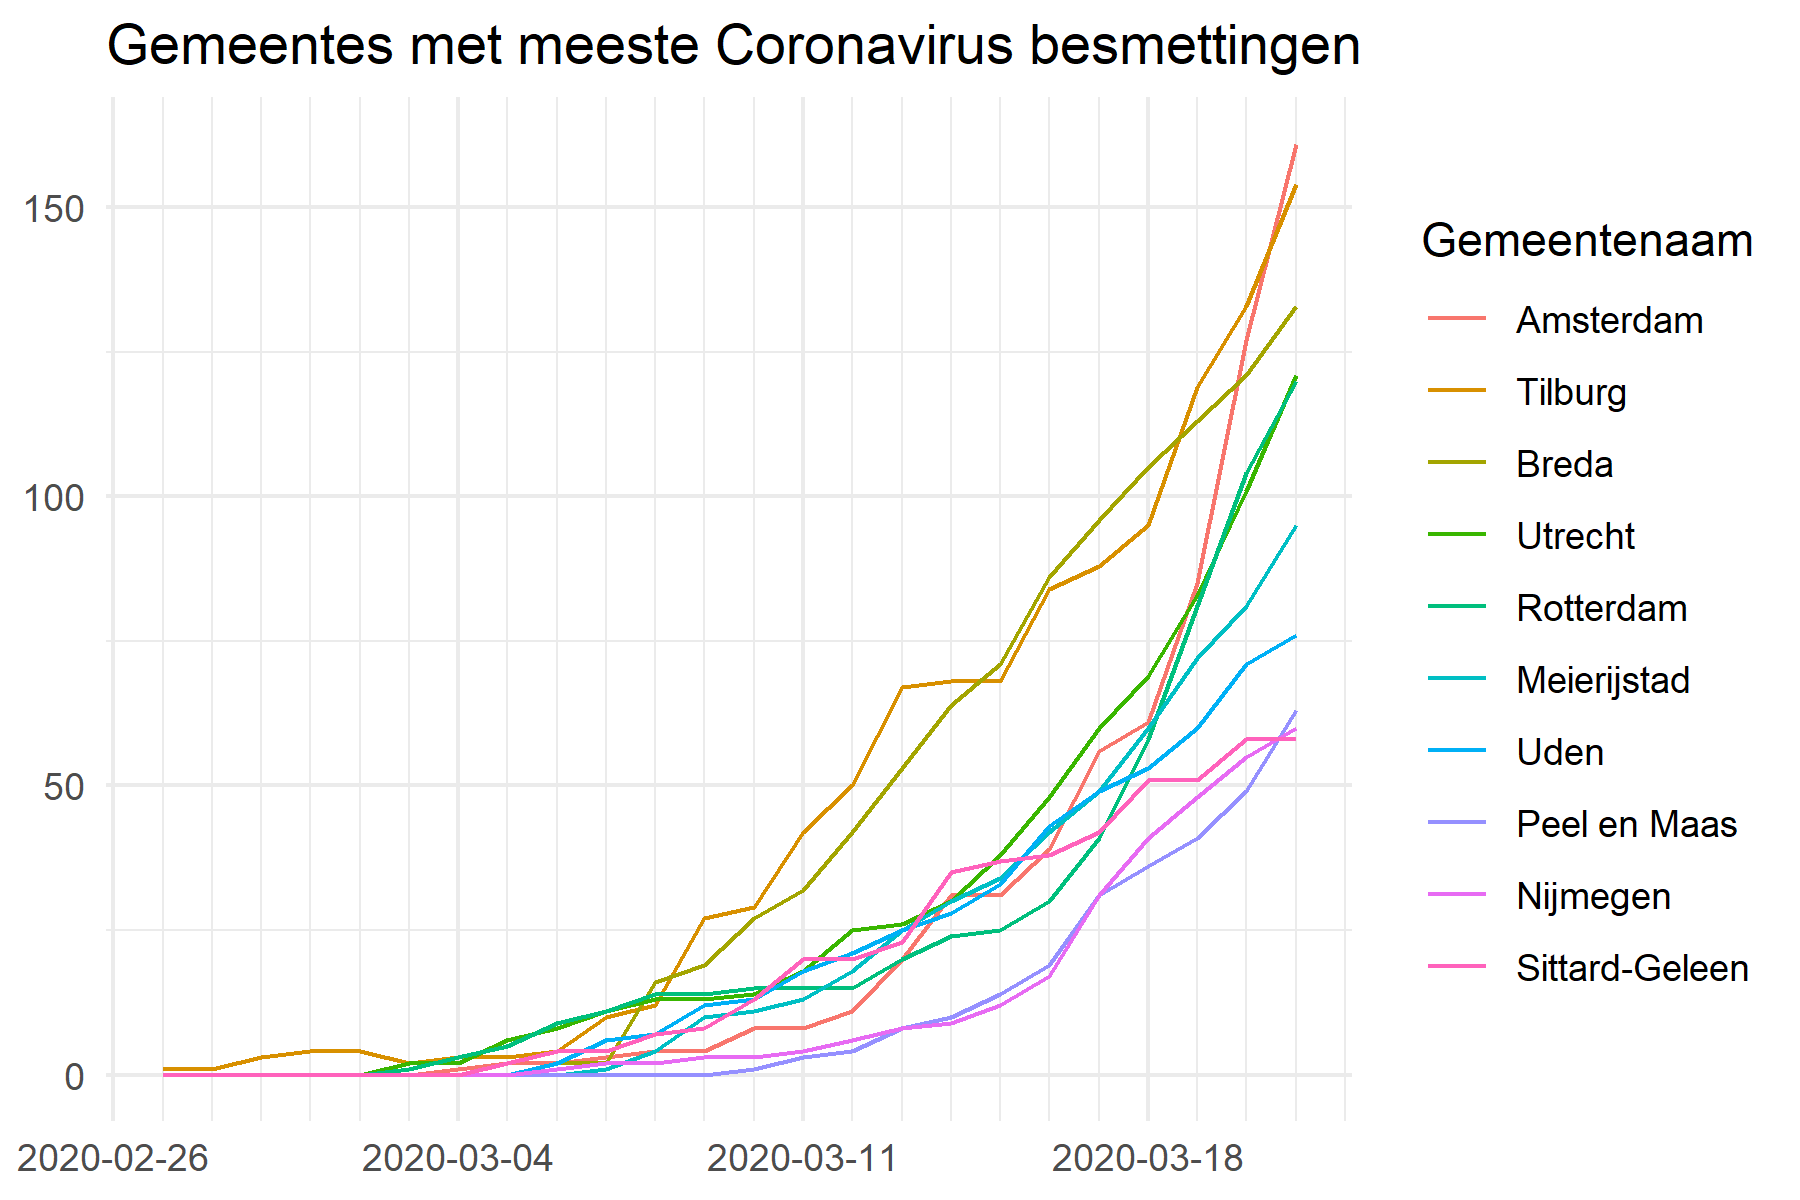 Gemeentes met meeste Coronavirus besmettingen
150
100
50
0
2020-02-26
2020-03-04
2020-03-11
2020-03-18
Gemeentenaam
Amsterdam
Tilburg
Breda
Utrecht
Rotterdam
Meierijstad
Uden
Peel en Maas
Nijmegen
Sittard-Geleen